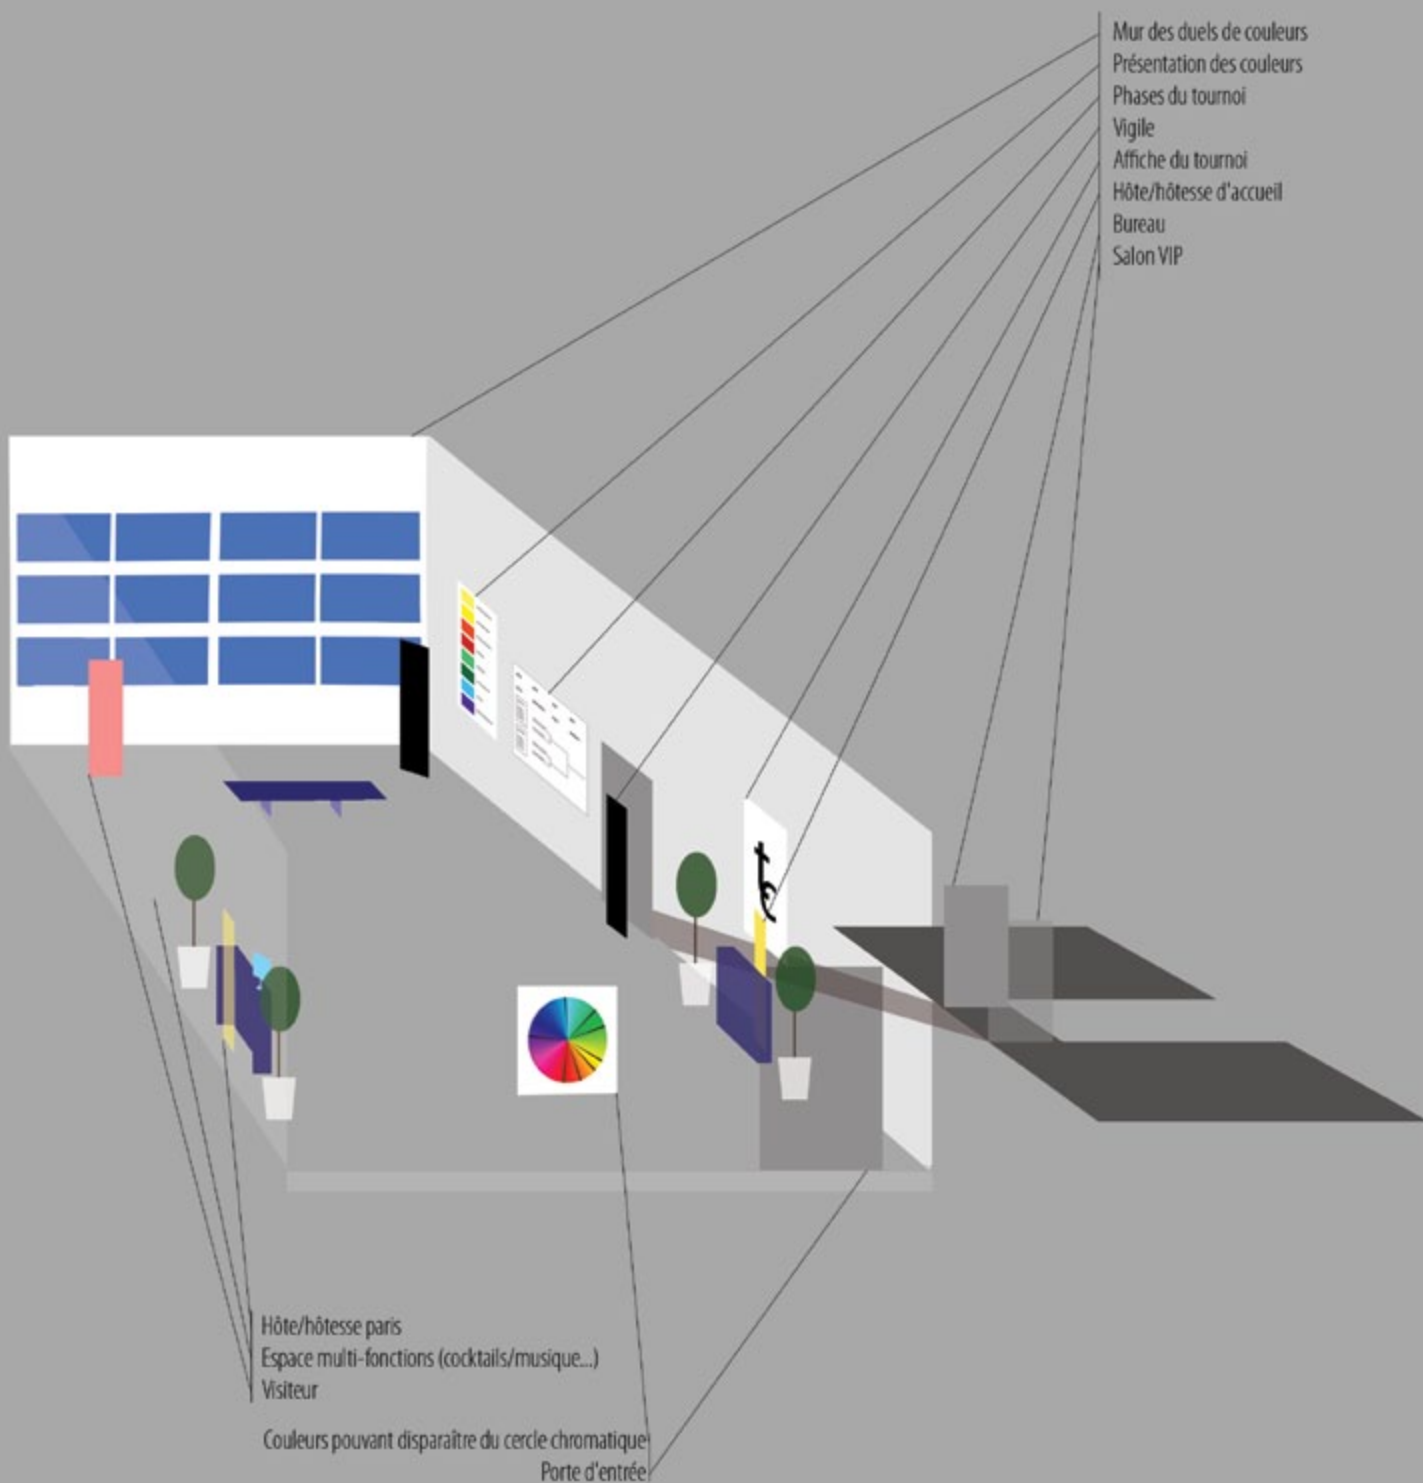 Mur des duels de couleurs
Présentation des couleurs
Phases du tournoi
Vigile
Affiche du tournoi
Hôte/hôtesse d'accueil
Bureau
Salon VIP
Hôte/hôtesse paris
Espace multi-fonctions (cocktails/musique...)
Visiteur
Couleurs pouvant disparaître du cercle chromatique
Porte d'entrée